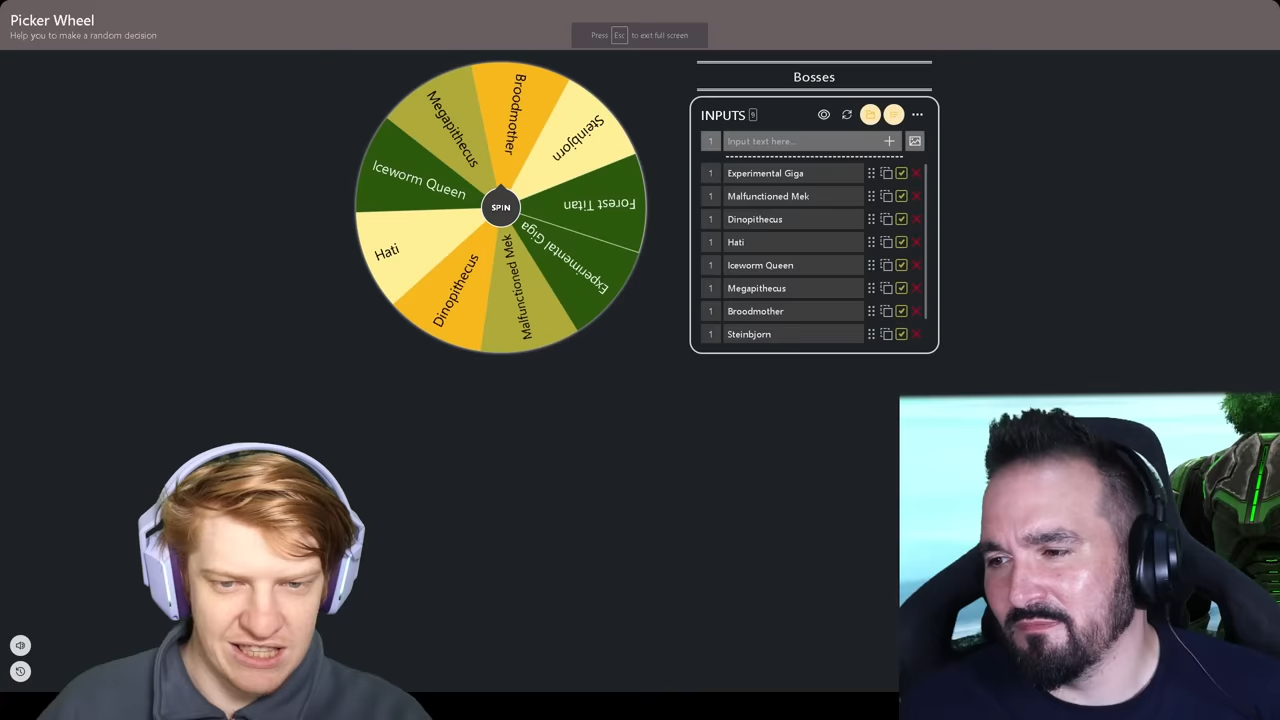 Picker Wheel
Help you to make a random decision
Press Esc to exit full screen
Bosses
INPUTS 9
1 Input text here...
1 Experimental Giga
1 Malfunctioned Mek
1 Dinopithecus
1 Hati
1 Iceworm Queen
1 Megapithecus
1 Broodmother
1 Steinbjorn
Broodmother
Steinbjorn
Forest Titan
Experimental Giga
Malfunctioned Mek
Dinopithecus
Hati
Iceworm Queen
Megapithecus
SPIN